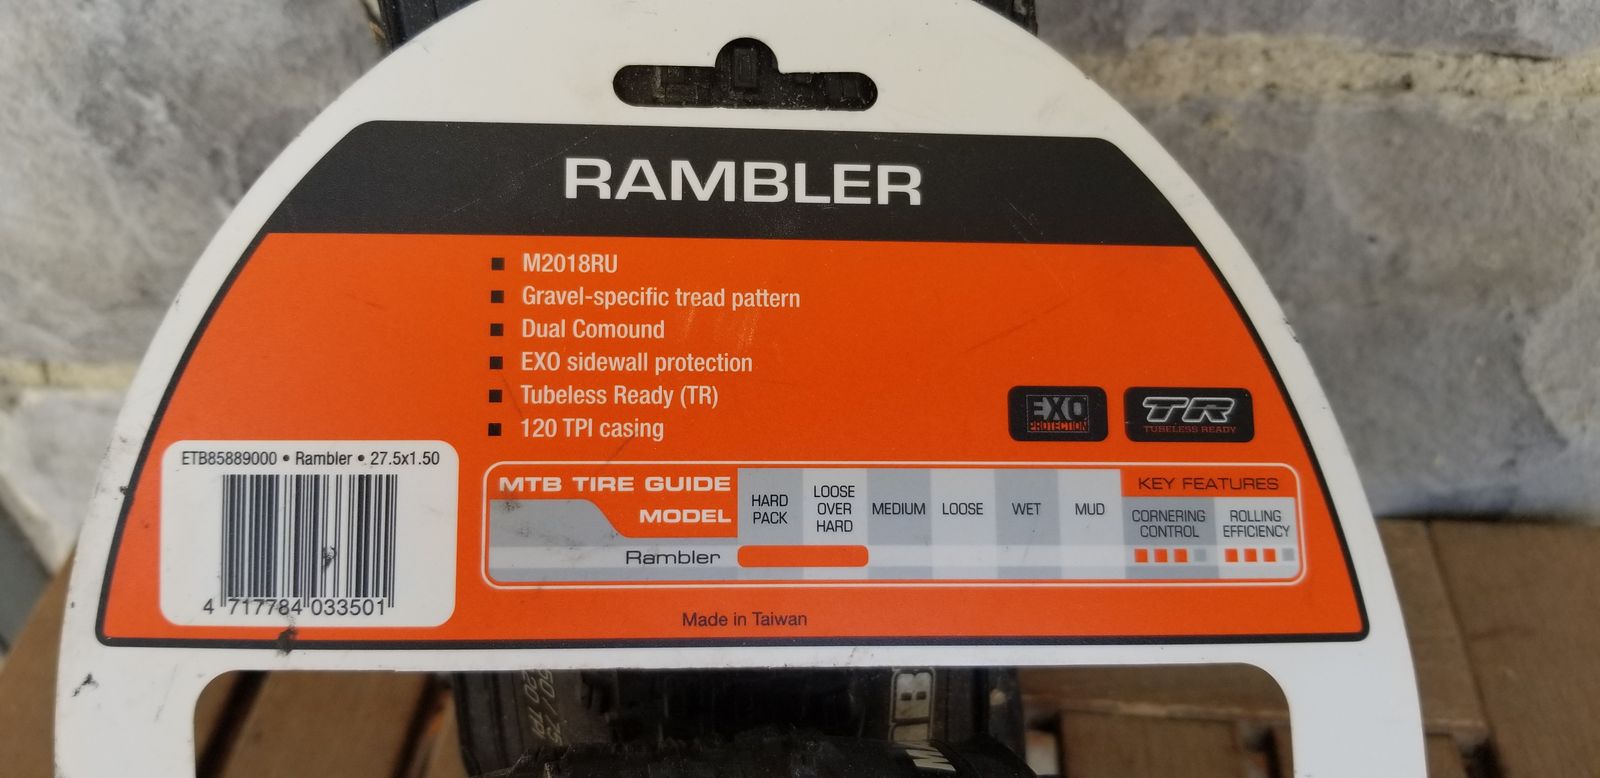 RAMBLER
M2018RU
Gravel-specific tread pattern
Dual Comound
EXO sidewall protection
Tubeless Ready (TR)
120 TPI casing
EXO
PROTECTION
TR
TUBELESS READY
ETB85889000 • Rambler • 27.5x1.50
4 717784 033501
MTB TIRE GUIDE
MODEL
HARD PACK
LOOSE OVER HARD
MEDIUM
LOOSE
WET
MUD
KEY FEATURES
CORNERING CONTROL
ROLLING EFFICIENCY
Rambler
Made in Taiwan